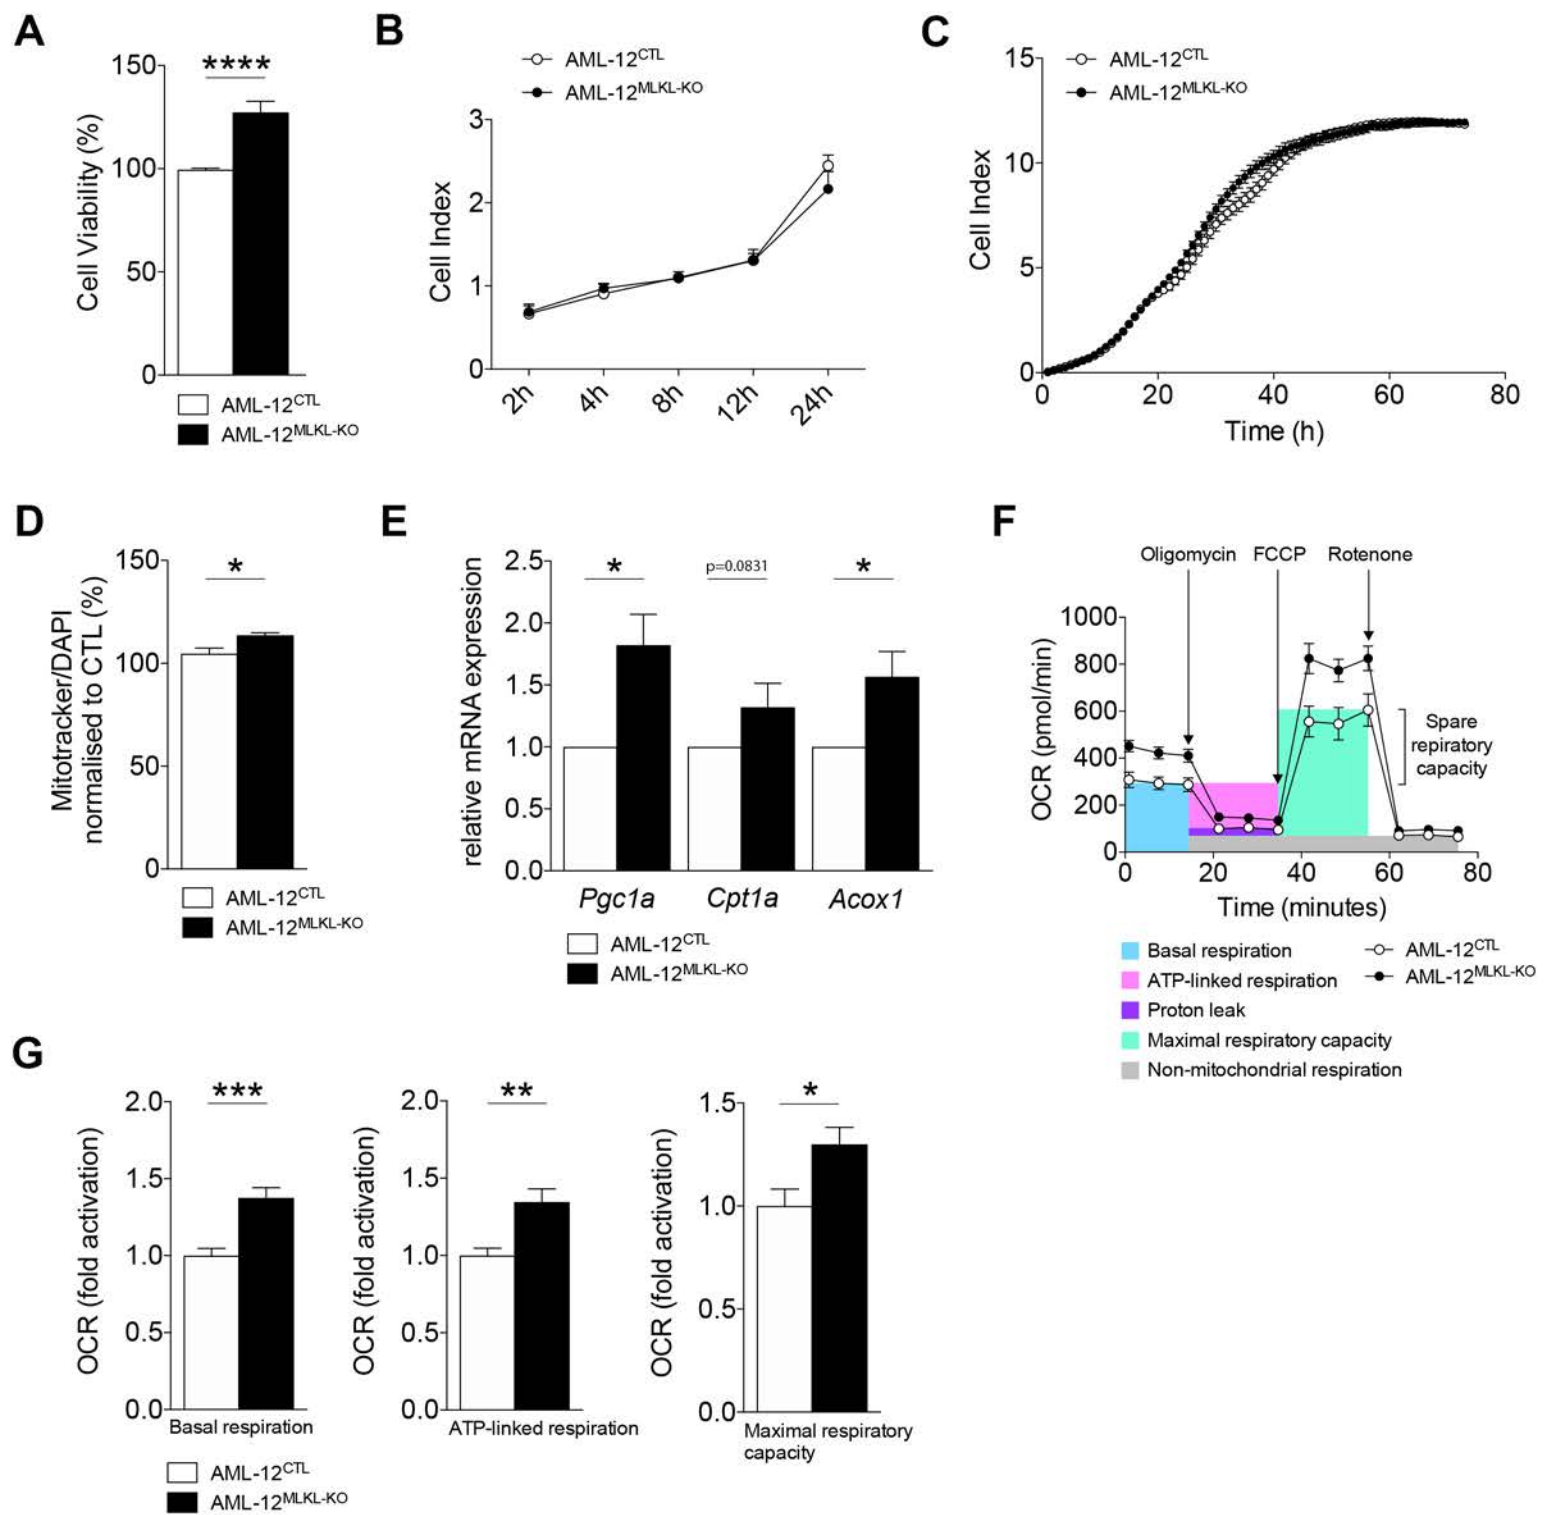 A
Cell Viability (%)
150
100
50
0
****
AML-12CTL
AML-12MLKL-KO
B
AML-12CTL
AML-12MLKL-KO
Cell Index
3
2
1
0
2h
4h
8h
12h
24h
C
AML-12CTL
AML-12MLKL-KO
Cell Index
15
10
5
0
0
20
40
60
80
Time (h)
D
Mitotracker/DAPI
normalised to CTL (%)
150
100
50
0
*
AML-12CTL
AML-12MLKL-KO
E
relative mRNA expression
2.5
2.0
1.5
1.0
0.5
0.0
*
p=0.0831
*
Pgc1a
Cpt1a
Acox1
AML-12CTL
AML-12MLKL-KO
F
Oligomycin
FCCP
Rotenone
OCR (pmol/min)
1000
800
600
400
200
0
Spare
repiratory
capacity
0
20
40
60
80
Time (minutes)
Basal respiration
ATP-linked respiration
Proton leak
Maximal respiratory capacity
Non-mitochondrial respiration
AML-12CTL
AML-12MLKL-KO
G
OCR (fold activation)
2.0
1.5
1.0
0.5
0.0
***
Basal respiration
OCR (fold activation)
2.0
1.5
1.0
0.5
0.0
**
ATP-linked respiration
OCR (fold activation)
1.5
1.0
0.5
0.0
*
Maximal respiratory
capacity
AML-12CTL
AML-12MLKL-KO